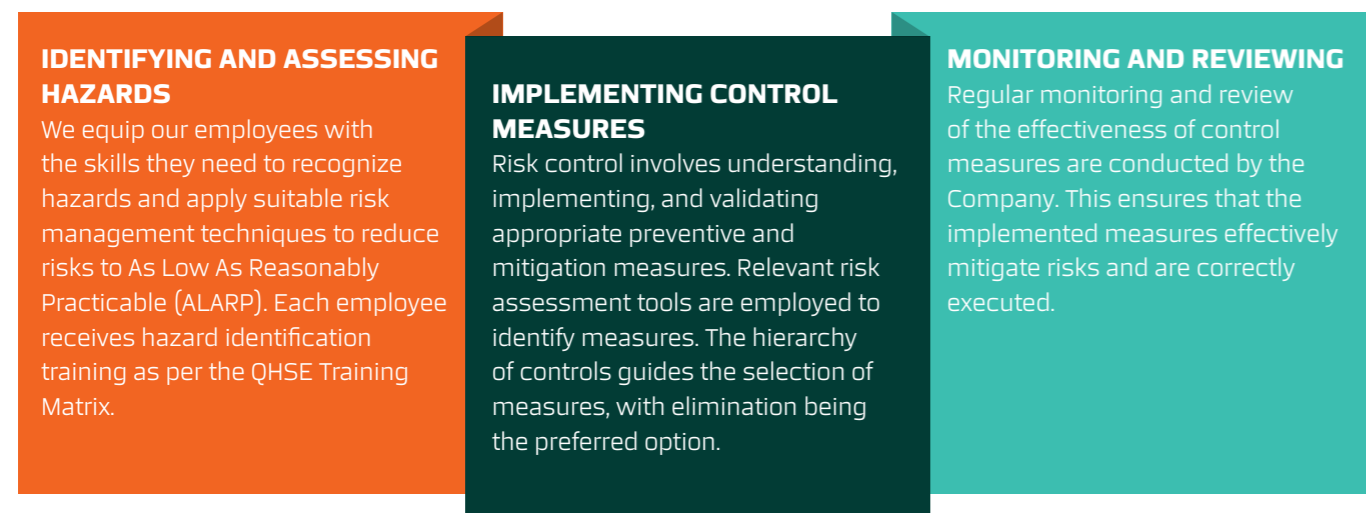 IDENTIFYING AND ASSESSING
HAZARDS
We equip our employees with
the skills they need to recognize
hazards and apply suitable risk
management techniques to reduce
risks to As Low As Reasonably
Practicable (ALARP). Each employee
receives hazard identification
training as per the QHSE Training
Matrix.
IMPLEMENTING CONTROL
MEASURES
Risk control involves understanding,
implementing, and validating
appropriate preventive and
mitigation measures. Relevant risk
assessment tools are employed to
identify measures. The hierarchy
of controls guides the selection of
measures, with elimination being
the preferred option.
MONITORING AND REVIEWING
Regular monitoring and review
of the effectiveness of control
measures are conducted by the
Company. This ensures that the
implemented measures effectively
mitigate risks and are correctly
executed.